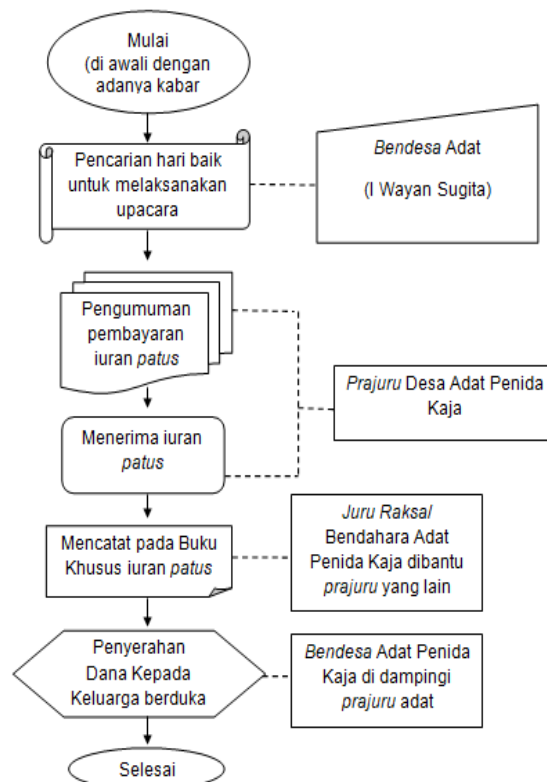 Mulai
(di awali dengan
adanya kabar
Pencarian hari baik
untuk melaksanakan
upacara
Bendesa Adat
(I Wayan Sugita)
Pengumuman
pembayaran
iuran patus
Prajuru Desa Adat Penida
Kaja
Menerima iuran
patus
Mencatat pada Buku
Khusus iuran patus
Juru Raksal
Bendahara Adat
Penida Kaja dibantu
prajuru yang lain
Penyerahan
Dana Kepada
Keluarga berduka
Bendesa Adat Penida
Kaja di dampingi
prajuru adat
Selesai